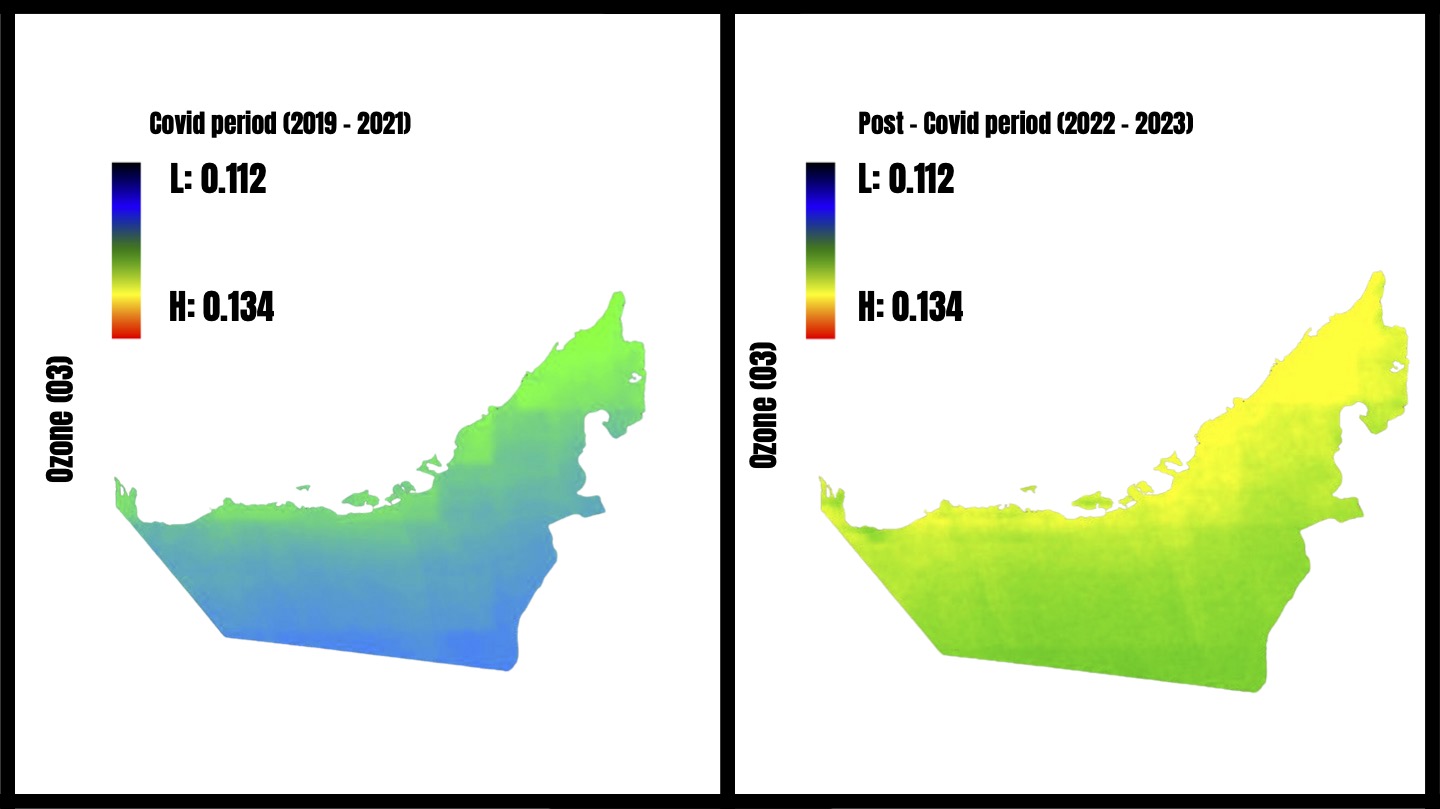 Covid period (2019 - 2021)
L: 0.112
H: 0.134
Ozone (O3)
Post - Covid period (2022 - 2023)
L: 0.112
H: 0.134
Ozone (O3)